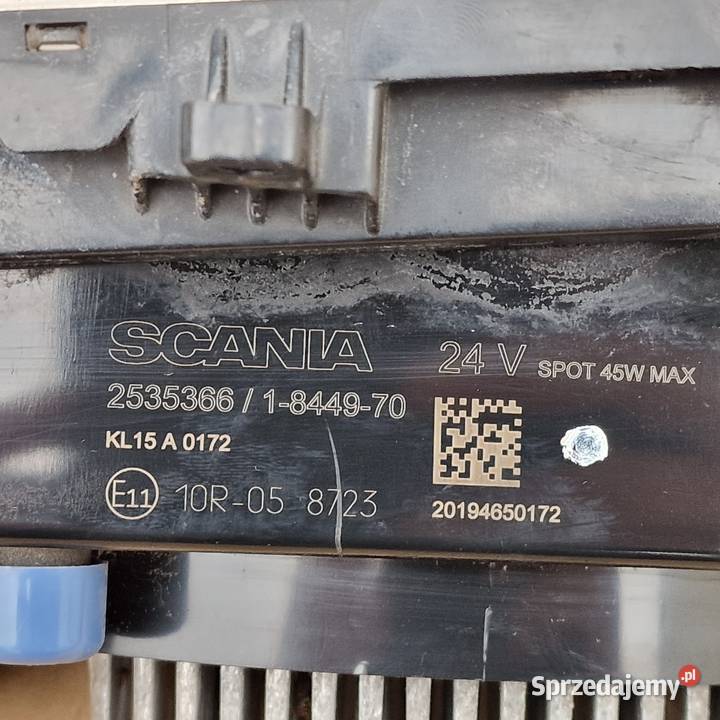 SCANIA 24 V SPOT 45W MAX
2535366 / 1-8449-70
KL15 A 0172
E11 10R-05 8723
20194650172
Sprzedajemy.pl